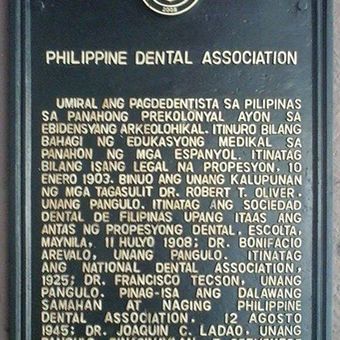 2008
PHILIPPINE DENTAL ASSOCIATION
UMIRAL ANG PAGDEDENTISTA SA PILIPINAS
SA PANAHONG PREKOLONYAL AYON SA
EBIDENSYANG ARKEOLOHIKAL. ITINURO BILANG
BAHAGI NG EDUKASYONG MEDIKAL SA
PANAHON NG MGA ESPANYOL. ITINATAG
BILANG ISANG LEGAL NA PROPESYON, 10
ENERO 1903. BINUO ANG UNANG KALUPUNAN
NG MGA TAGASULIT DR. ROBERT T. OLIVER,
UNANG PANGULO. ITINATAG ANG SOCIEDAD
DENTAL DE FILIPINAS UPANG ITAAS ANG
ANTAS NG PROPESYONG DENTAL, ESCOLTA,
MAYNILA, 11 HULYO 1908; DR. BONIFACIO
AREVALO, UNANG PANGULO. ITINATAG
ANG NATIONAL DENTAL ASSOCIATION,
1925; DR. FRANCISCO TECSON, UNANG
PANGULO. PINAG-ISA ANG DALAWANG
SAMAHAN AT NAGING PHILIPPINE
DENTAL ASSOCIATION, 12 AGOSTO
1945; DR. JOAQUIN C. LADAO, UNANG